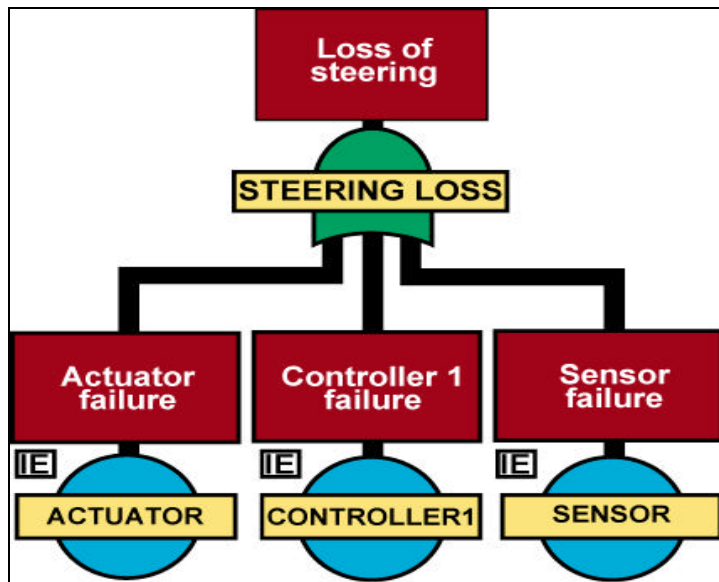 Loss of
steering
STEERING LOSS
Actuator
failure
Controller 1
failure
Sensor
failure
IE
IE
IE
ACTUATOR
CONTROLLER1
SENSOR